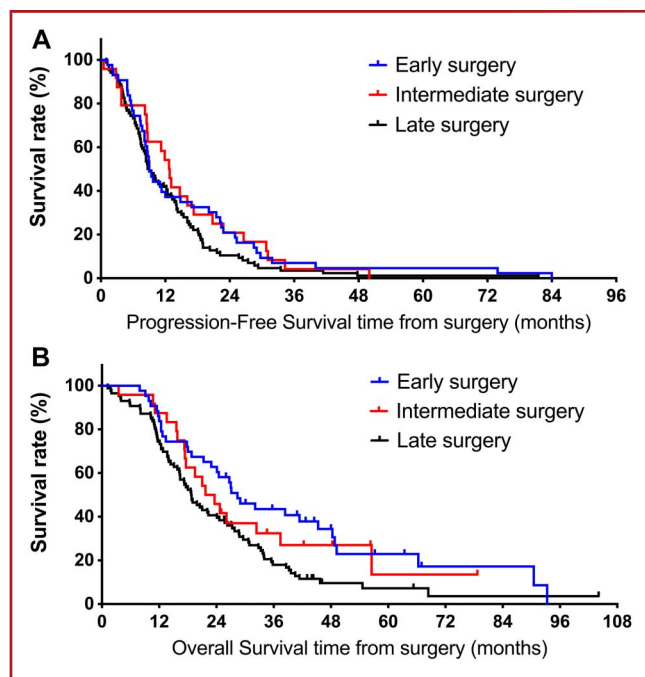 A
Survival rate (%)
100
80
60
40
20
0
Early surgery
Intermediate surgery
Late surgery
0 12 24 36 48 60 72 84 96
Progression-Free Survival time from surgery (months)
B
Survival rate (%)
100
80
60
40
20
0
Early surgery
Intermediate surgery
Late surgery
0 12 24 36 48 60 72 84 96 108
Overall Survival time from surgery (months)